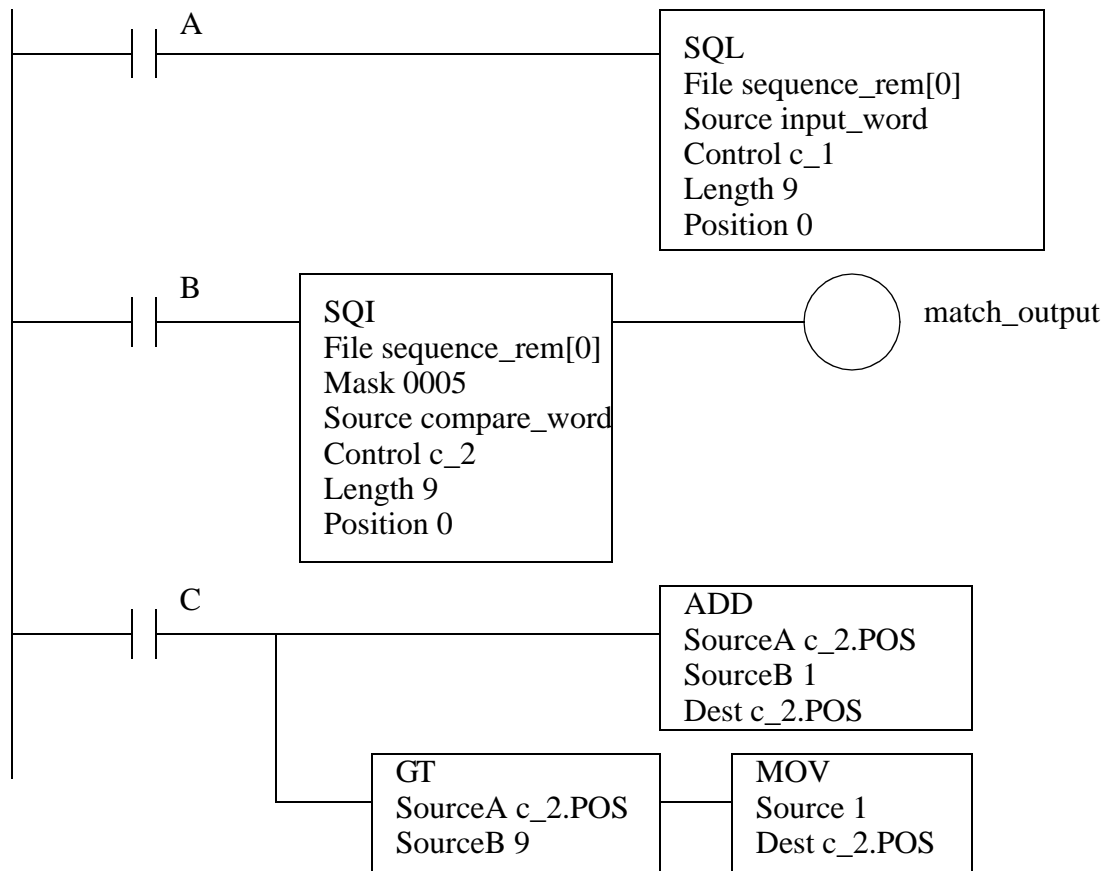 A
SQL
File sequence_rem[0]
Source input_word
Control c_1
Length 9
Position 0
B
SQI
File sequence_rem[0]
Mask 0005
Source compare_word
Control c_2
Length 9
Position 0
match_output
C
ADD
SourceA c_2.POS
SourceB 1
Dest c_2.POS
GT
SourceA c_2.POS
SourceB 9
MOV
Source 1
Dest c_2.POS